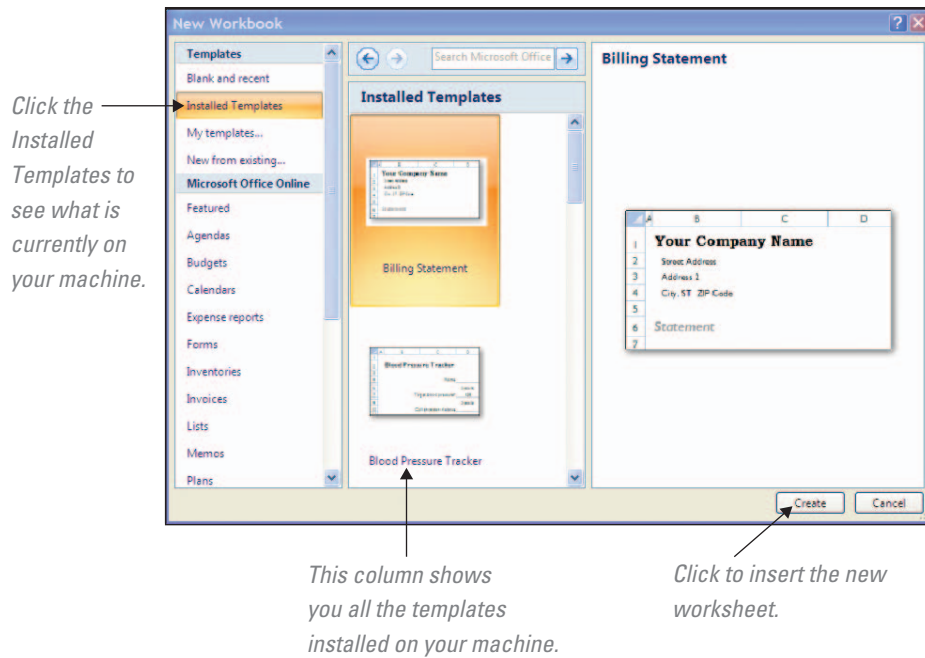 New Workbook
Templates
Blank and recent
Installed Templates
My templates...
New from existing...
Microsoft Office Online
Featured
Agendas
Budgets
Calendars
Expense reports
Forms
Inventories
Invoices
Lists
Memos
Plans
Search Microsoft Office
Installed Templates
Your Company Name
Billing Statement
Blood Pressure Tracker
Blood Pressure Tracker
Billing Statement
A B C D
1 Your Company Name
2 Street Address
3 Address 2
4 City, ST ZIP Code
5
6 Statement
7
Create Cancel
Click the
Installed
Templates to
see what is
currently on
your machine.
This column shows
you all the templates
installed on your machine.
Click to insert the new
worksheet.